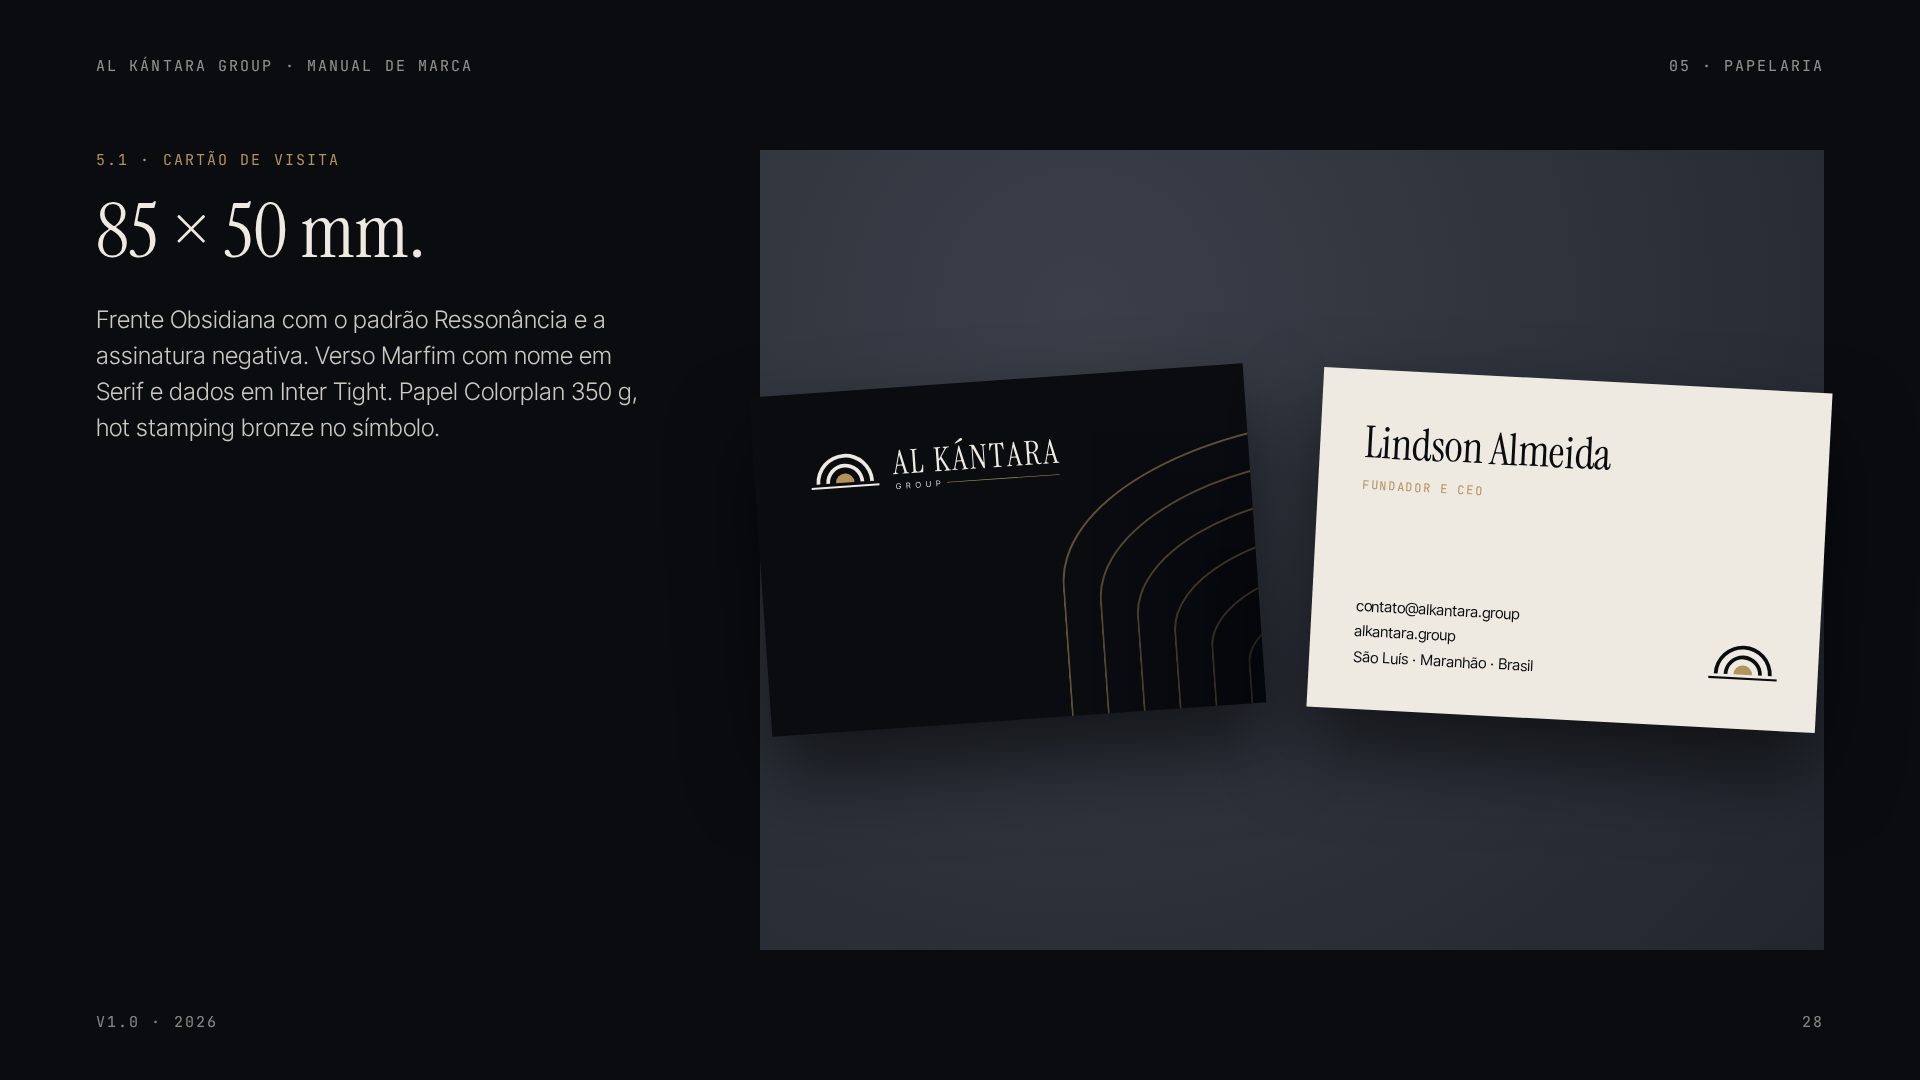 AL KÁNTARA GROUP · MANUAL DE MARCA
05 · PAPELARIA
5.1 · CARTÃO DE VISITA
85 × 50 mm.
Frente Obsidiana com o padrão Ressonância e a
assinatura negativa. Verso Marfim com nome em
Serif e dados em Inter Tight. Papel Colorplan 350 g,
hot stamping bronze no símbolo.
AL KÁNTARA
GROUP
Lindson Almeida
FUNDADOR E CEO
contato@alkantara.group
alkantara.group
São Luís · Maranhão · Brasil
V1.0 · 2026
28